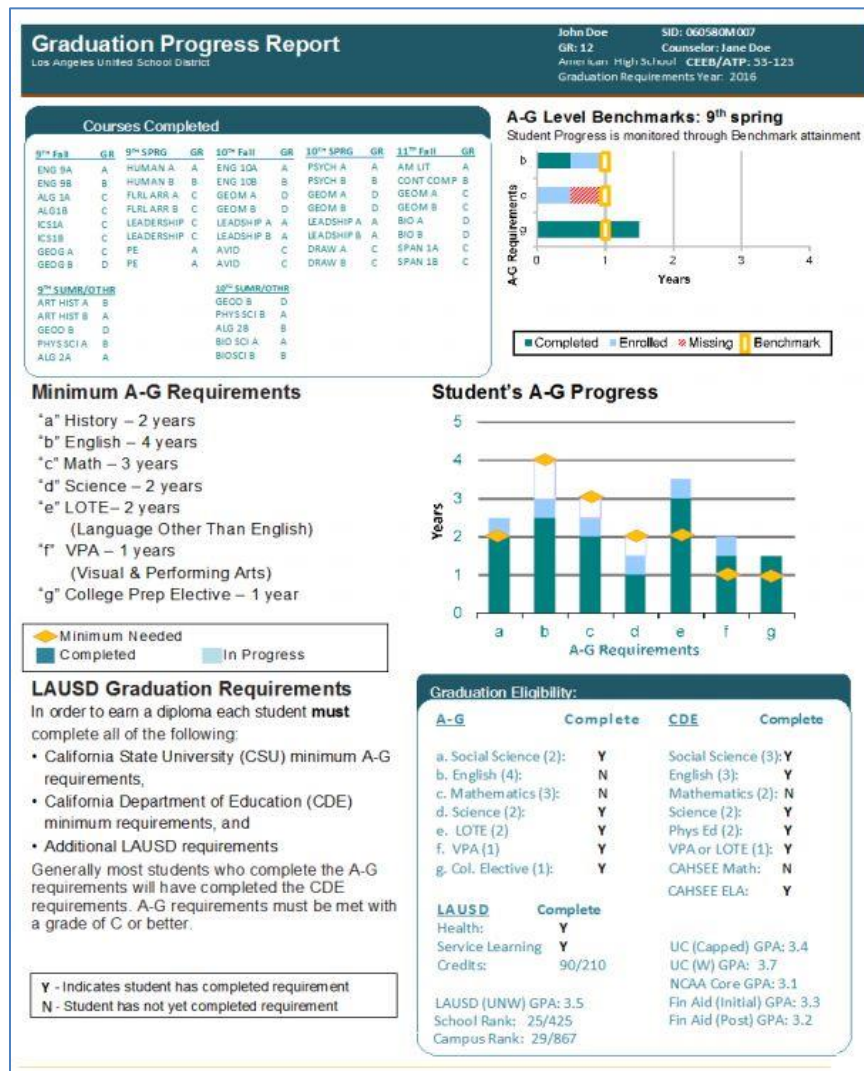 Graduation Progress Report
Los Angeles Unified School District
John Doe SID: 060580M007
GR: 12 Counselor: Jane Doe
American High School CEEB/ATP: 53-123
Graduation Requirements Year: 2016
Courses Completed
9TH Fall GR
ENG 9A A
ENG 9B B
ALG 1A C
ALG1B C
ICS1A C
ICS1B C
GEOG A C
GEOG B D
9TH SPRG GR
HUMAN A A
HUMAN B B
FLRL ARR A C
FLRL ARR B C
LEADERSHIP C
LEADERSHIP C
PE A
PE A
10TH Fall GR
ENG 10A A
ENG 10B B
GEOM A D
GEOM B D
LEADSHIP A A
LEADSHIP B A
AVID C
AVID C
10TH SPRG GR
PSYCH A A
PSYCH B B
GEOM A D
GEOM B D
LEADSHIP A A
LEADSHIP B A
DRAW A C
DRAW B C
11TH Fall GR
AM LIT A
CONT COMP B
GEOM A C
GEOM B C
BIO A D
BIO B D
SPAN 1A C
SPAN 1B C
9TH SUMR/OTHR
ART HIST A B
ART HIST B A
GEOD B D
PHYS SCI A B
ALG 2A A
10TH SUMR/OTHR
GEOD B D
PHYS SCI B A
ALG 2B B
BIO SCI A A
BIOSCI B B
A-G Level Benchmarks: 9th spring
Student Progress is monitored through Benchmark attainment
A-G Requirements
b
c
g
0 1 2 3 4
Years
Completed Enrolled Missing Benchmark
Minimum A-G Requirements
"a" History – 2 years
"b" English – 4 years
"c" Math – 3 years
"d" Science – 2 years
"e" LOTE– 2 years
(Language Other Than English)
"f" VPA – 1 years
(Visual & Performing Arts)
"g" College Prep Elective – 1 year
Minimum Needed
Completed In Progress
Student's A-G Progress
Years
5
4
3
2
1
0
a b c d e f g
A-G Requirements
LAUSD Graduation Requirements
In order to earn a diploma each student must
complete all of the following:
• California State University (CSU) minimum A-G
requirements,
• California Department of Education (CDE)
minimum requirements, and
• Additional LAUSD requirements
Generally most students who complete the A-G
requirements will have completed the CDE
requirements. A-G requirements must be met with
a grade of C or better.
Y - Indicates student has completed requirement
N - Student has not yet completed requirement
Graduation Eligibility:
A-G Complete
a. Social Science (2): Y
b. English (4): N
c. Mathematics (3): N
d. Science (2): Y
e. LOTE (2) Y
f. VPA (1) Y
g. Col. Elective (1): Y
CDE Complete
Social Science (3): Y
English (3): Y
Mathematics (2): N
Science (2): Y
Phys Ed (2): Y
VPA or LOTE (1): Y
CAHSEE Math: N
CAHSEE ELA: Y
LAUSD Complete
Health: Y
Service Learning Y
Credits: 90/210
LAUSD (UNW) GPA: 3.5
School Rank: 25/425
Campus Rank: 29/867
UC (Capped) GPA: 3.4
UC (W) GPA: 3.7
NCAA Core GPA: 3.1
Fin Aid (Initial) GPA: 3.3
Fin Aid (Post) GPA: 3.2